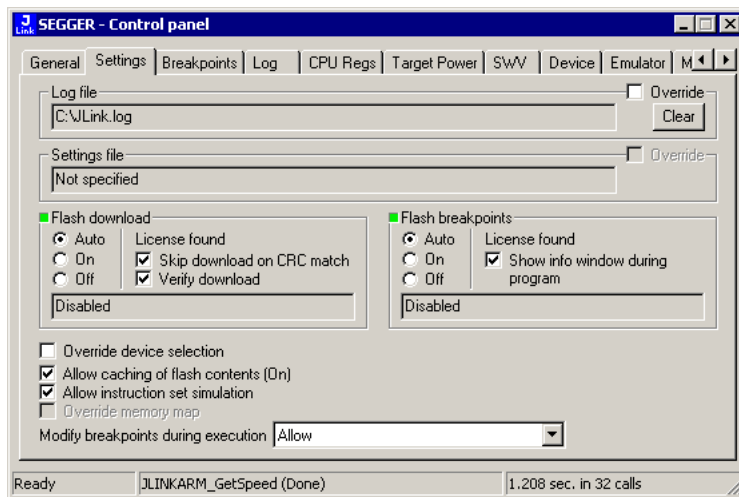 J Link SEGGER - Control panel
General Settings Breakpoints Log CPU Regs Target Power SWV Device Emulator M
Log file Override
C:\JLink.log Clear
Settings file Override
Not specified
Flash download
Auto License found
On Skip download on CRC match
Off Verify download
Disabled
Flash breakpoints
Auto License found
On Show info window during
Off program
Disabled
Override device selection
Allow caching of flash contents (On)
Allow instruction set simulation
Override memory map
Modify breakpoints during execution Allow
Ready JLINKARM_GetSpeed (Done) 1.208 sec. in 32 calls